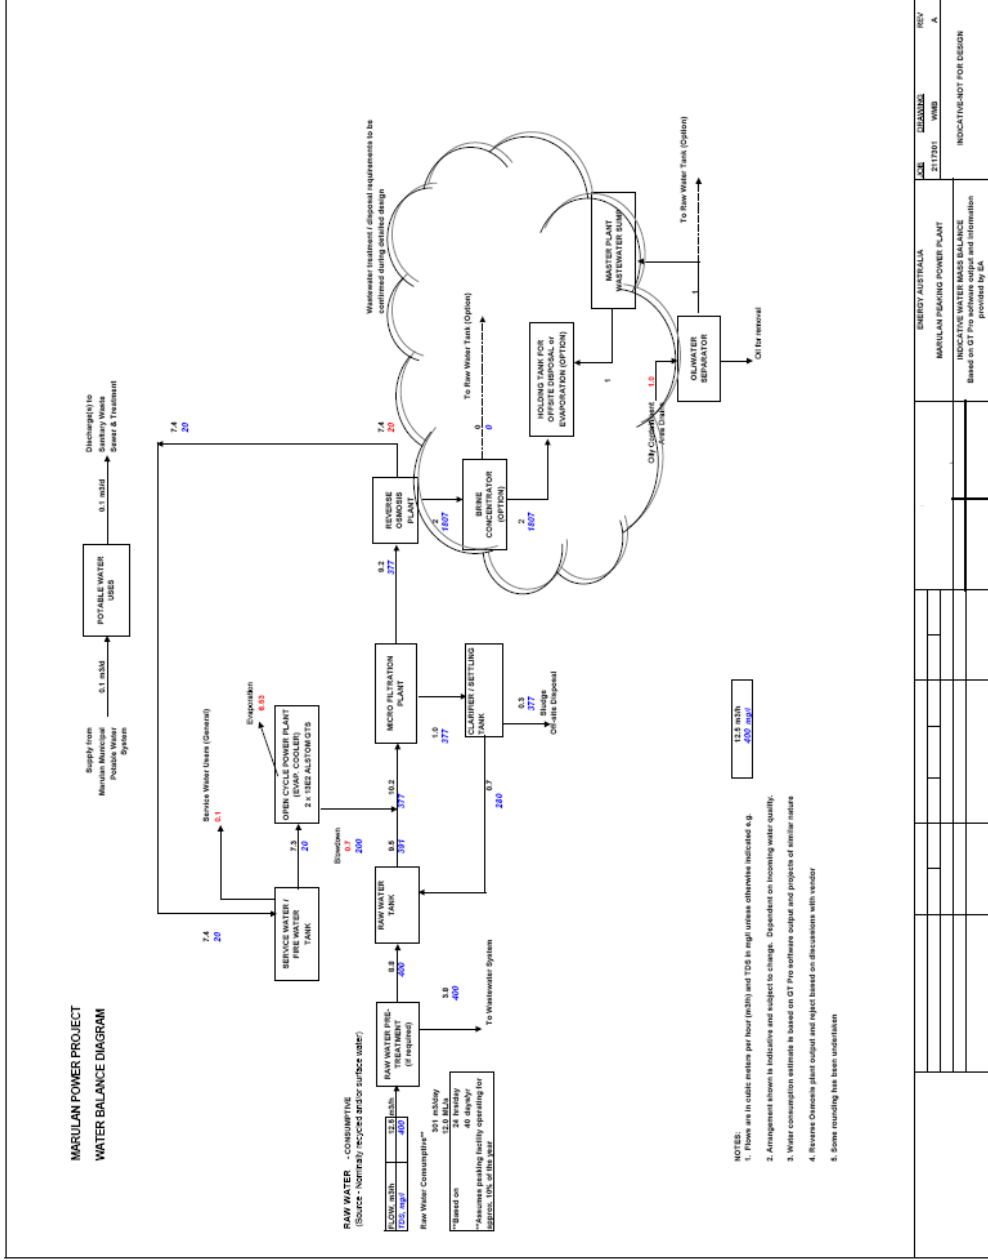 MARULAN POWER PROJECT
WATER BALANCE DIAGRAM
Supply from
Marulan Municipal
Potable Water
System
0.1 m3/d
POTABLE WATER
USES
0.1 m3/d
Discharge(s) to
Sanitary Waste
Sewer & Treatment
7.4
20
7.4
20
Service Water Users (General)
0.1
Evaporation
6.53
SERVICE WATER /
FIRE WATER
TANK
7.3
20
OPEN CYCLE POWER PLANT
(EVAP. COOLER)
2 x 13E2 ALSTOM GTS
Blowdown
0.7
200
RAW WATER - CONSUMPTIVE
(Source - Nominally recycled and/or surface water)
FLOW, m3/h 12.5 m3/h
TDS, mg/l 400
RAW WATER PRE-
TREATMENT
(if required)
400
RAW WATER
TANK
9.5
391
10.2
377
MICRO FILTRATION
PLANT
9.2
377
REVERSE
OSMOSIS
PLANT
7.4
20
Raw Water Consumptive**
301 m3/day
**Based on 24 hrs/day
40 days/yr
**Assumes peaking facility operating for
approx. 10% of the year
400
To Wastewater System
0.7
280
1.0
377
CLARIFIER / SETTLING
TANK
0.3
377
Sludge
Off-site Disposal
Wastewater treatment / disposal requirements to be
confirmed during detailed design
2
1807
BRINE
CONCENTRATOR
(OPTION)
0
0
To Raw Water Tank (Option)
2
1807
HOLDING TANK FOR
OFFSITE DISPOSAL or
EVAPORATION (OPTION)
1
MASTER PLANT
WASTEWATER SUMP
Oily Containment
Area Drains
1.0
OIL/WATER
SEPARATOR
1
To Raw Water Tank (Option)
Oil for removal
12.5 m3/h
400 mg/l
NOTES:
1. Flows are in cubic meters per hour (m3/h) and TDS in mg/l unless otherwise indicated e.g.
2. Arrangement shown is indicative and subject to change. Dependent on incoming water quality.
3. Water consumption estimate is based on GT Pro software output and projects of similar nature
4. Reverse Osmosis plant output and reject based on discussions with vendor
5. Some rounding has been undertaken
ENERGY AUSTRALIA
MARULAN PEAKING POWER PLANT
INDICATIVE WATER MASS BALANCE
Based on GT Pro software output and information
provided by EA
JOB DRAWING REV
2117301 WMB A
INDICATIVE-NOT FOR DESIGN